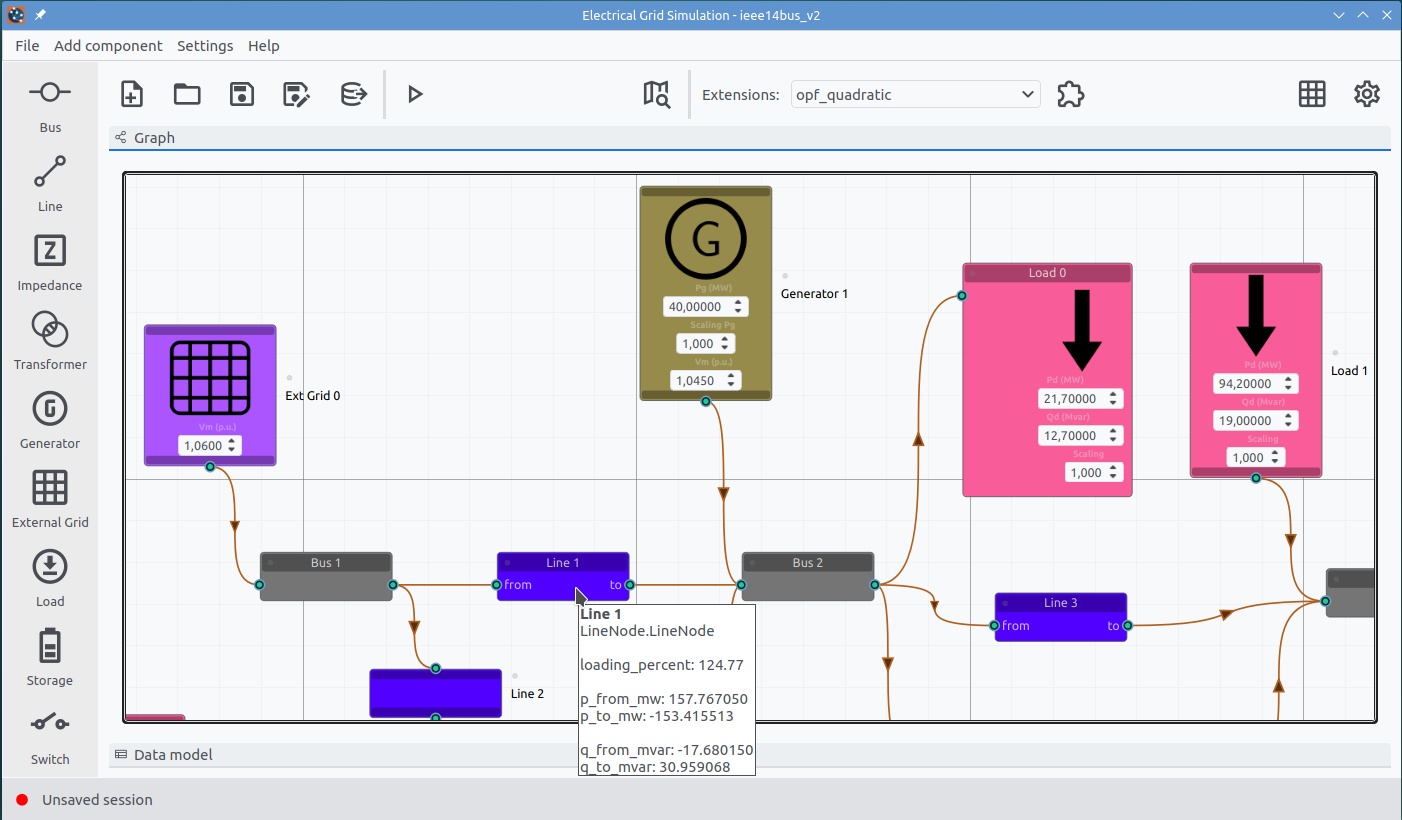 Electrical Grid Simulation - ieee14bus_v2
File Add component Settings Help
Extensions: opf_quadratic
Bus
Line
Z
Impedance
Transformer
G
Generator
External Grid
Load
Storage
Switch
Graph
G
Pg (MW)
40,00000
Scaling Pg
1,000
Vm (p.u.)
1,0450
Generator 1
Load 0
Pd (MW)
21,70000
Qd (Mvar)
12,70000
Scaling
1,000
Pd (MW)
94,20000
Qd (Mvar)
19,00000
Scaling
1,000
Load 1
Vm (p.u.)
1,0600
Ext Grid 0
Bus 1
Line 1
from to
Bus 2
Line 3
from to
Line 2
Line 1
LineNode.LineNode
loading_percent: 124.77
p_from_mw: 157.767050
p_to_mw: -153.415513
q_from_mvar: -17.680150
q_to_mvar: 30.959068
Data model
Unsaved session